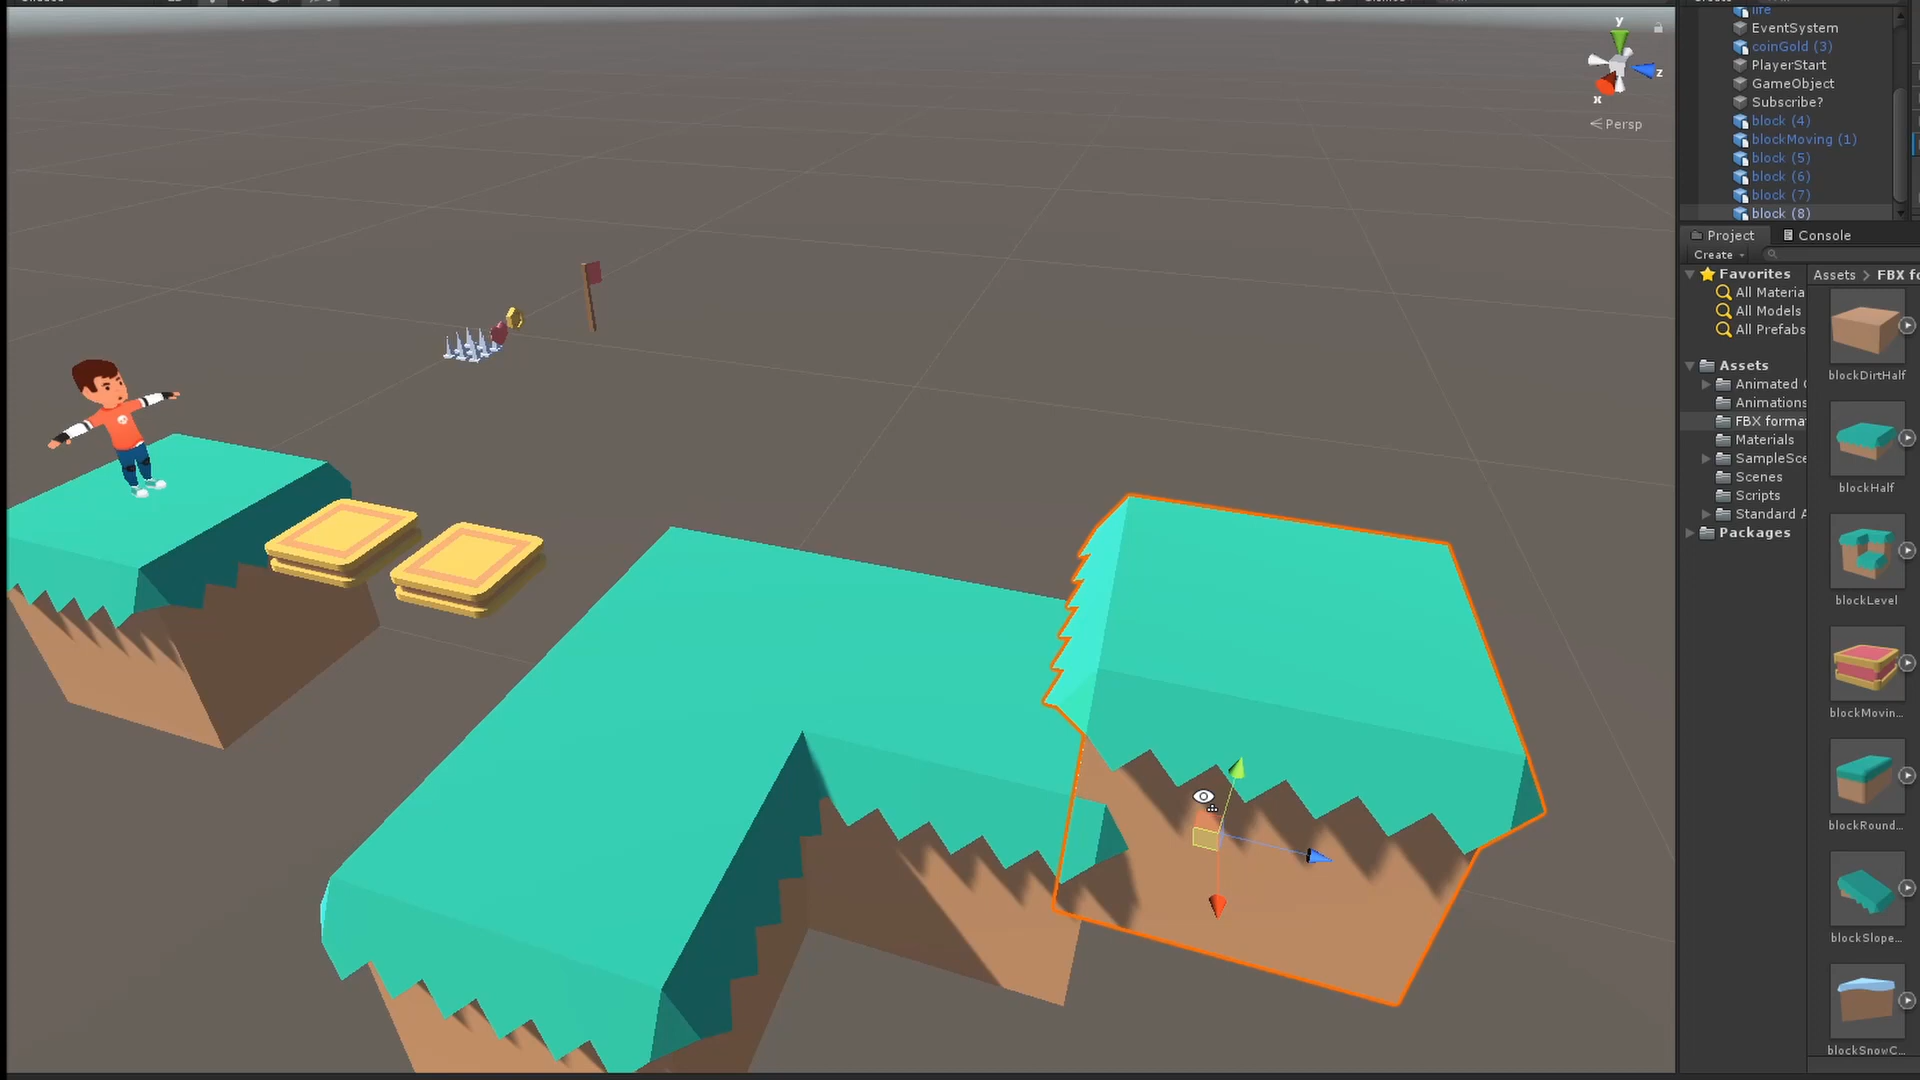 life
EventSystem
coinGold (3)
PlayerStart
GameObject
Subscribe?
block (4)
blockMoving (1)
block (5)
block (6)
block (7)
block (8)
y
z
x
Persp
Project
Console
Create
Favorites
Assets > FBX fo
All Materia
All Models
All Prefabs
Assets
Animated C
Animations
FBX forma
Materials
SampleSce
Scenes
Scripts
Standard A
Packages
blockDirtHalf
blockHalf
blockLevel
blockMovin...
blockRound...
blockSlope...
blockSnowC...